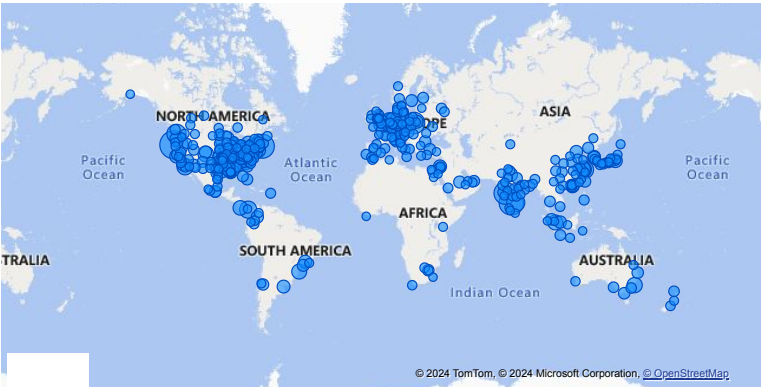 NORTH AMERICA
ASIA
Pacific
Ocean
Atlantic
Ocean
Pacific
Ocean
AFRICA
SOUTH AMERICA
TRALIA
AUSTRALIA
Indian Ocean
© 2024 TomTom, © 2024 Microsoft Corporation, © OpenStreetMap